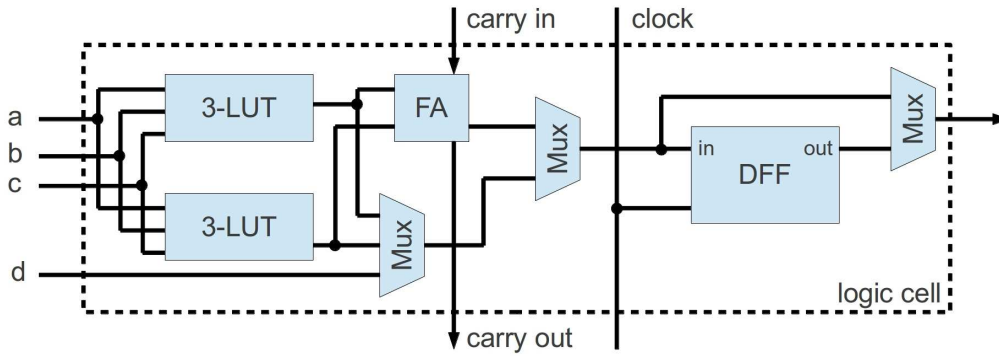 carry in
clock
a
b
c
d
3-LUT
3-LUT
FA
Mux
Mux
in
out
DFF
Mux
logic cell
carry out